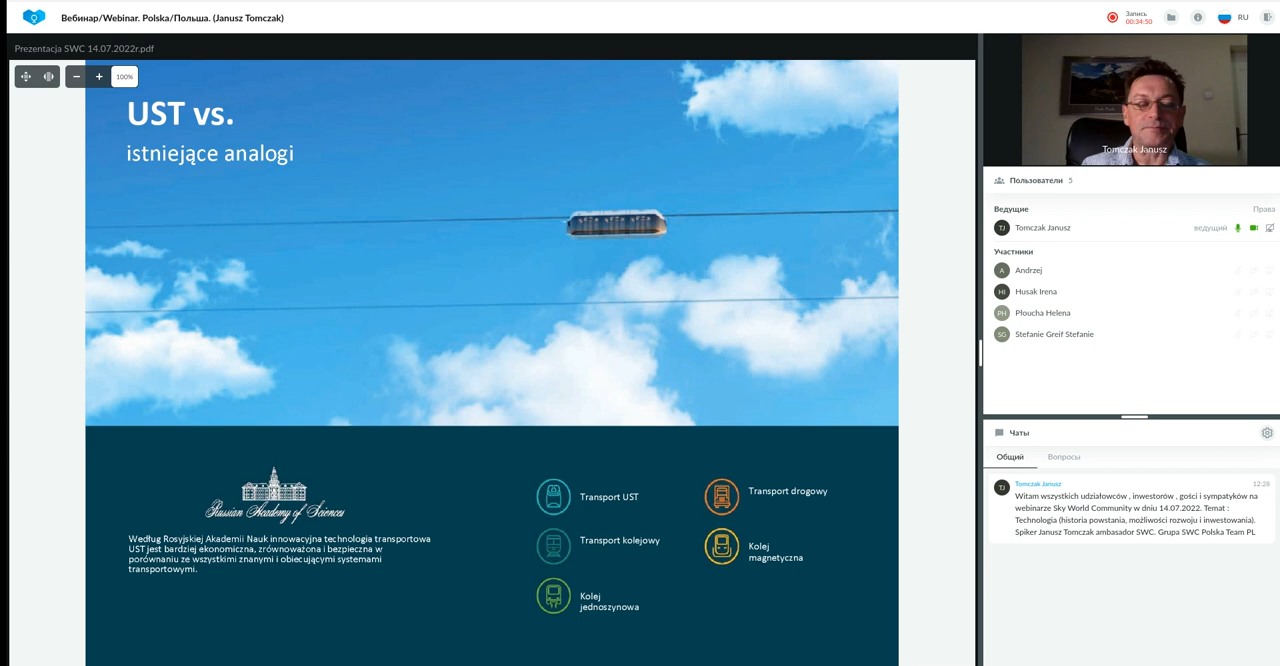 Вебинар/Webinar. Polska/Польша. (Janusz Tomczak)
Запись
00:34:50
RU
Prezentacja SWC 14.07.2022r.pdf
100%
UST vs.
istniejące analogi
Russian Academy of Sciences
Według Rosyjskiej Akademii Nauk innowacyjna technologia transportowa
UST jest bardziej ekonomiczna, zrównoważona i bezpieczna w
porównaniu ze wszystkimi znanymi i obiecującymi systemami
transportowymi.
Transport UST
Transport drogowy
Transport kolejowy
Kolej
magnetyczna
Kolej
jednoszynowa
Tomczak Janusz
Пользователи 5
Ведущие Права
TJ Tomczak Janusz ведущий
Участники
A Andrzej
HI Husak Irena
PH Płoucha Helena
SG Stefanie Greif Stefanie
Чаты
Общий Вопросы
TJ Tomczak Janusz 12:28
Witam wszystkich udziałowców , inwestorów , gości i sympatyków na
webinarze Sky World Community w dniu 14.07.2022. Temat :
Technologia (historia powstania, możliwości rozwoju i inwestowania).
Spiker Janusz Tomczak ambasador SWC. Grupa SWC Polska Team PL